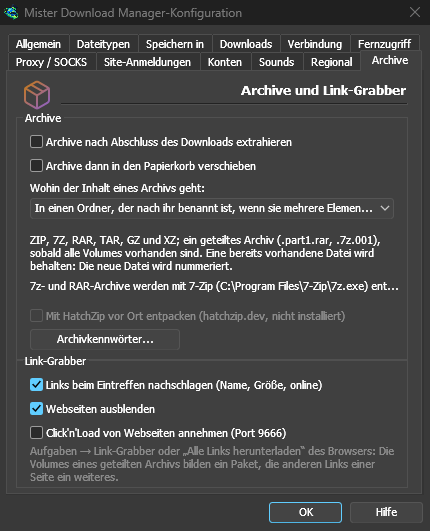 Mister Download Manager-Konfiguration
Allgemein Dateitypen Speichern in Downloads Verbindung Fernzugriff
Proxy / SOCKS Site-Anmeldungen Konten Sounds Regional Archive
Archive und Link-Grabber
Archive
Archive nach Abschluss des Downloads extrahieren
Archive dann in den Papierkorb verschieben
Wohin der Inhalt eines Archivs geht:
In einen Ordner, der nach ihr benannt ist, wenn sie mehrere Elemen...
ZIP, 7Z, RAR, TAR, GZ und XZ; ein geteiltes Archiv (.part1.rar, .7z.001),
sobald alle Volumes vorhanden sind. Eine bereits vorhandene Datei wird
behalten: Die neue Datei wird nummeriert.
7z- und RAR-Archive werden mit 7-Zip (C:\Program Files\7-Zip\7z.exe) ent...
Mit HatchZip vor Ort entpacken (hatchzip.dev, nicht installiert)
Archivkennwörter...
Link-Grabber
Links beim Eintreffen nachschlagen (Name, Größe, online)
Webseiten ausblenden
Click'n'Load von Webseiten annehmen (Port 9666)
Aufgaben → Link-Grabber oder „Alle Links herunterladen“ des Browsers: Die
Volumes eines geteilten Archivs bilden ein Paket, die anderen Links einer
Seite ein weiteres.
OK Hilfe